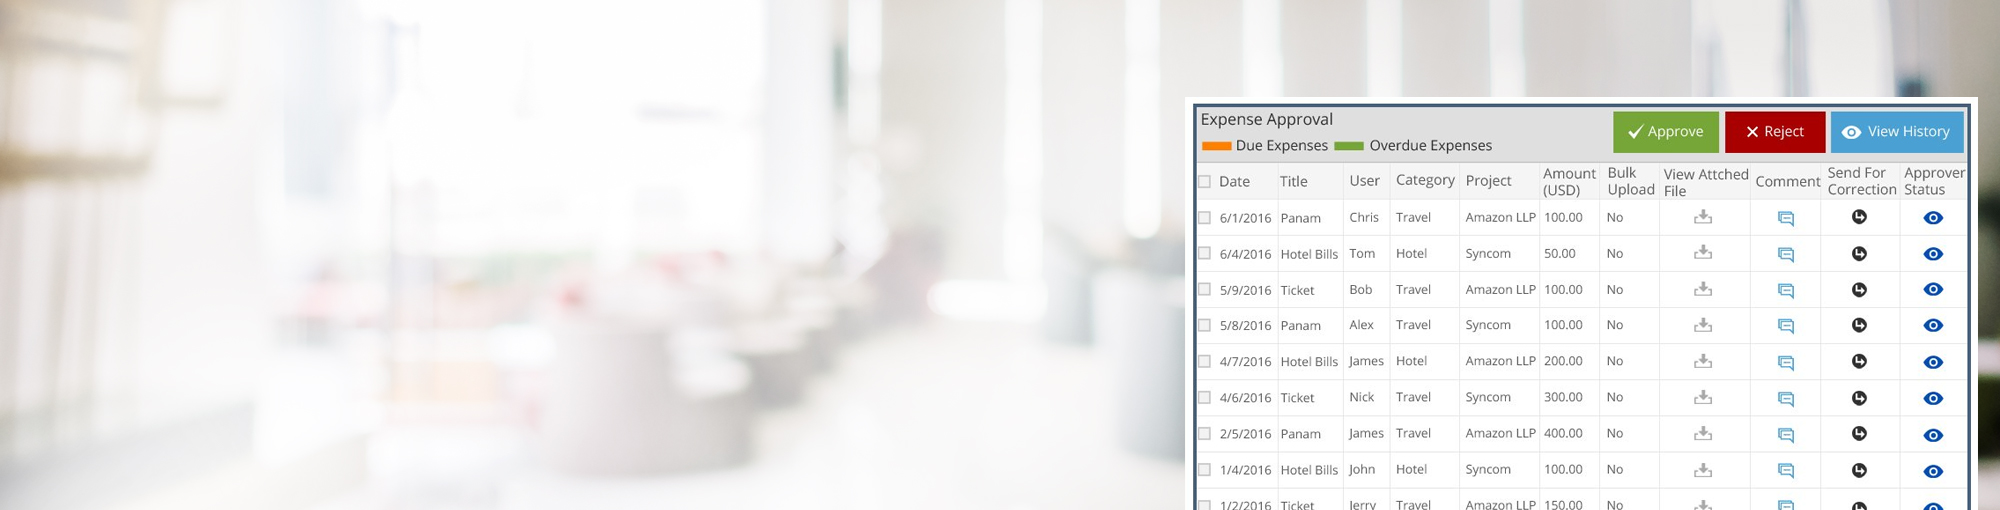 Expense Approval
Approve Reject View History
Due Expenses Overdue Expenses
Date Title User Category Project Amount (USD) Bulk Upload View Attched File Comment Send For Correction Approver Status
6/1/2016 Panam Chris Travel Amazon LLP 100.00 No
6/4/2016 Hotel Bills Tom Hotel Syncom 50.00 No
5/9/2016 Ticket Bob Travel Amazon LLP 100.00 No
5/8/2016 Panam Alex Travel Syncom 100.00 No
4/7/2016 Hotel Bills James Hotel Amazon LLP 200.00 No
4/6/2016 Ticket Nick Travel Syncom 300.00 No
2/5/2016 Panam James Travel Amazon LLP 400.00 No
1/4/2016 Hotel Bills John Hotel Syncom 100.00 No
1/2/2016 Ticket Jerry Travel Amazon LLP 150.00 No